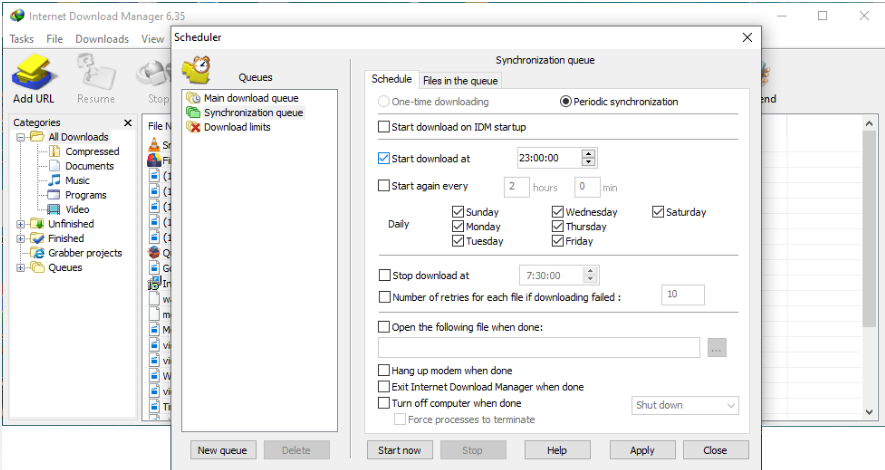 Internet Download Manager 6.35
Tasks File Downloads View
Add URL
Resume
Stop
Categories
All Downloads
Compressed
Documents
Music
Programs
Video
Unfinished
Finished
Grabber projects
Queues
File N
Scheduler
Queues
Main download queue
Synchronization queue
Download limits
New queue
Delete
Synchronization queue
Schedule
Files in the queue
One-time downloading
Periodic synchronization
Start download on IDM startup
Start download at
23:00:00
Start again every 2 hours 0 min
Daily
Sunday
Monday
Tuesday
Wednesday
Thursday
Friday
Saturday
Stop download at
7:30:00
Number of retries for each file if downloading failed :
10
Open the following file when done:
...
Hang up modem when done
Exit Internet Download Manager when done
Turn off computer when done
Shut down
Force processes to terminate
Start now
Stop
Help
Apply
Close
end